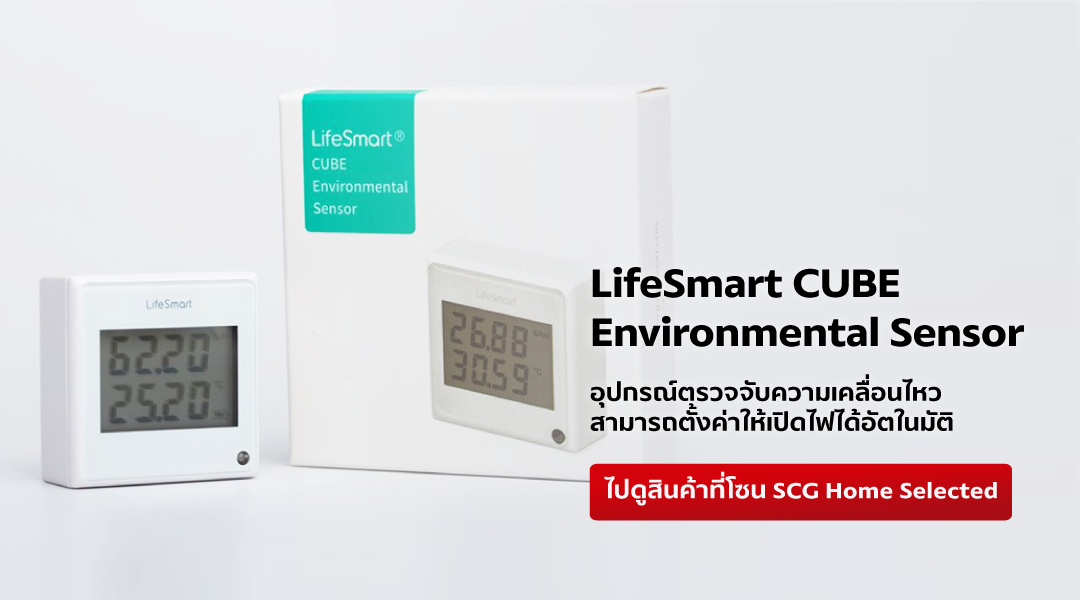 LifeSmart®
CUBE
Environmental
Sensor
LifeSmart
62.20
25.20
LifeSmart
26.88
30.59
°C
LifeSmart CUBE
Environmental Sensor
อุปกรณ์ตรวจจับความเคลื่อนไหว
สามารถตั้งค่าให้เปิดไฟได้อัตในมัติ
ไปดูสินค้าที่โซน SCG Home Selected